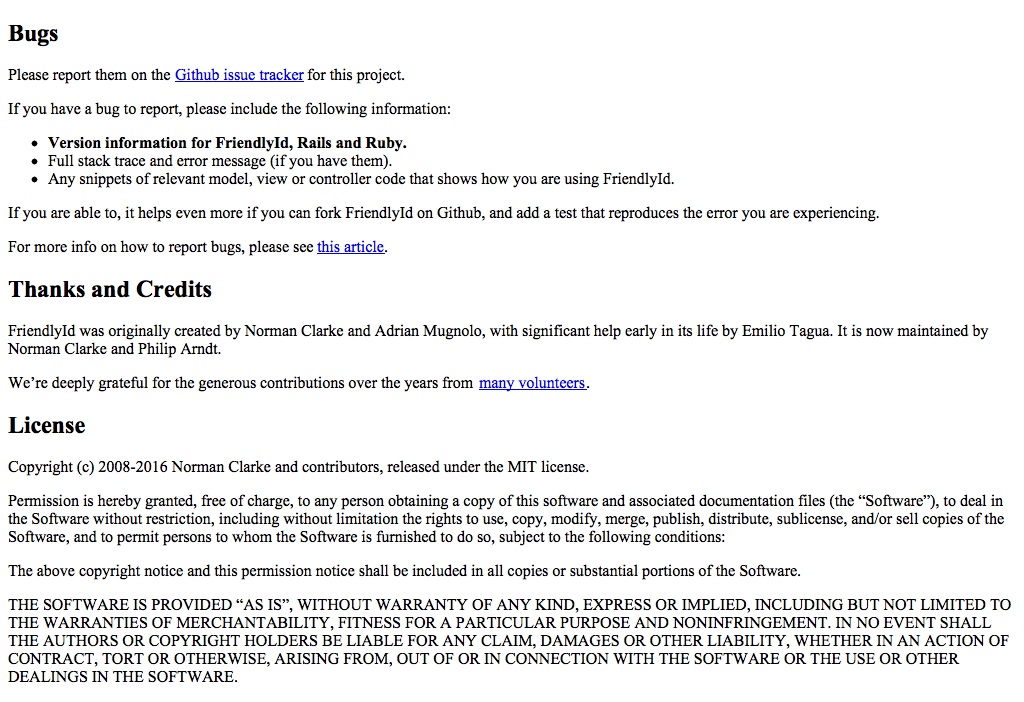 Bugs
Please report them on the Github issue tracker for this project.
If you have a bug to report, please include the following information:
Version information for FriendlyId, Rails and Ruby.
Full stack trace and error message (if you have them).
Any snippets of relevant model, view or controller code that shows how you are using FriendlyId.
If you are able to, it helps even more if you can fork FriendlyId on Github, and add a test that reproduces the error you are experiencing.
For more info on how to report bugs, please see this article.
Thanks and Credits
FriendlyId was originally created by Norman Clarke and Adrian Mugnolo, with significant help early in its life by Emilio Tagua. It is now maintained by
Norman Clarke and Philip Arndt.
We’re deeply grateful for the generous contributions over the years from many volunteers.
License
Copyright (c) 2008-2016 Norman Clarke and contributors, released under the MIT license.
Permission is hereby granted, free of charge, to any person obtaining a copy of this software and associated documentation files (the “Software”), to deal in
the Software without restriction, including without limitation the rights to use, copy, modify, merge, publish, distribute, sublicense, and/or sell copies of the
Software, and to permit persons to whom the Software is furnished to do so, subject to the following conditions:
The above copyright notice and this permission notice shall be included in all copies or substantial portions of the Software.
THE SOFTWARE IS PROVIDED “AS IS”, WITHOUT WARRANTY OF ANY KIND, EXPRESS OR IMPLIED, INCLUDING BUT NOT LIMITED TO
THE WARRANTIES OF MERCHANTABILITY, FITNESS FOR A PARTICULAR PURPOSE AND NONINFRINGEMENT. IN NO EVENT SHALL
THE AUTHORS OR COPYRIGHT HOLDERS BE LIABLE FOR ANY CLAIM, DAMAGES OR OTHER LIABILITY, WHETHER IN AN ACTION OF
CONTRACT, TORT OR OTHERWISE, ARISING FROM, OUT OF OR IN CONNECTION WITH THE SOFTWARE OR THE USE OR OTHER
DEALINGS IN THE SOFTWARE.